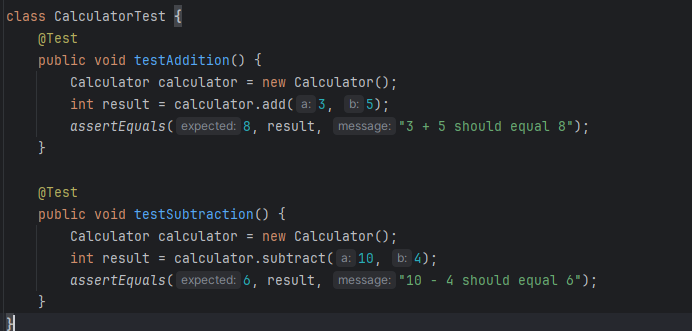 class CalculatorTest {
@Test
public void testAddition() {
Calculator calculator = new Calculator();
int result = calculator.add( a: 3, b: 5);
assertEquals( expected: 8, result, message: "3 + 5 should equal 8");
}
@Test
public void testSubtraction() {
Calculator calculator = new Calculator();
int result = calculator.subtract( a: 10, b: 4);
assertEquals( expected: 6, result, message: "10 - 4 should equal 6");
}
}